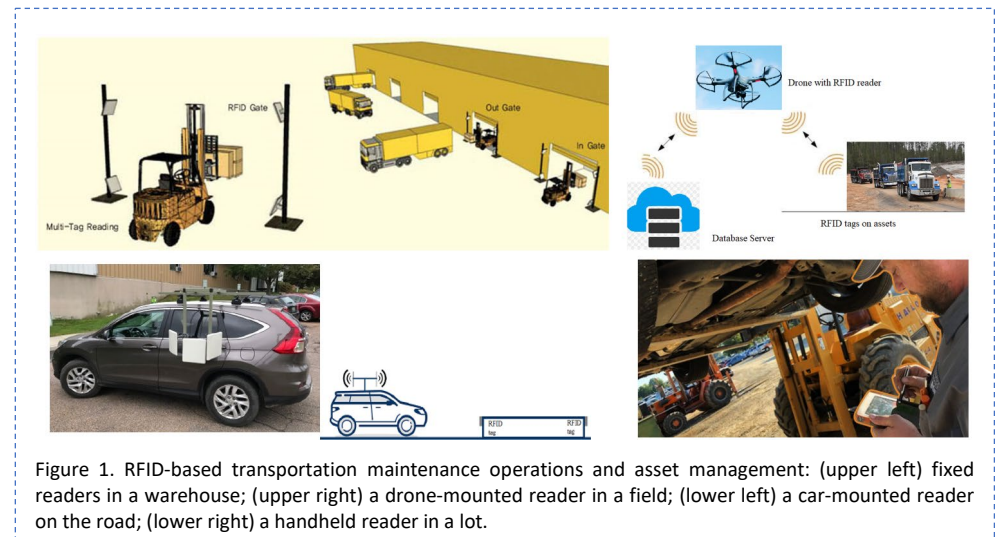 RFID Gate
Multi-Tag Reading
Out Gate
In Gate
Drone with RFID reader
Database Server
RFID tags on assets
RFID
tag
RFID
tag
Figure 1. RFID-based transportation maintenance operations and asset management: (upper left) fixed
readers in a warehouse; (upper right) a drone-mounted reader in a field; (lower left) a car-mounted reader
on the road; (lower right) a handheld reader in a lot.